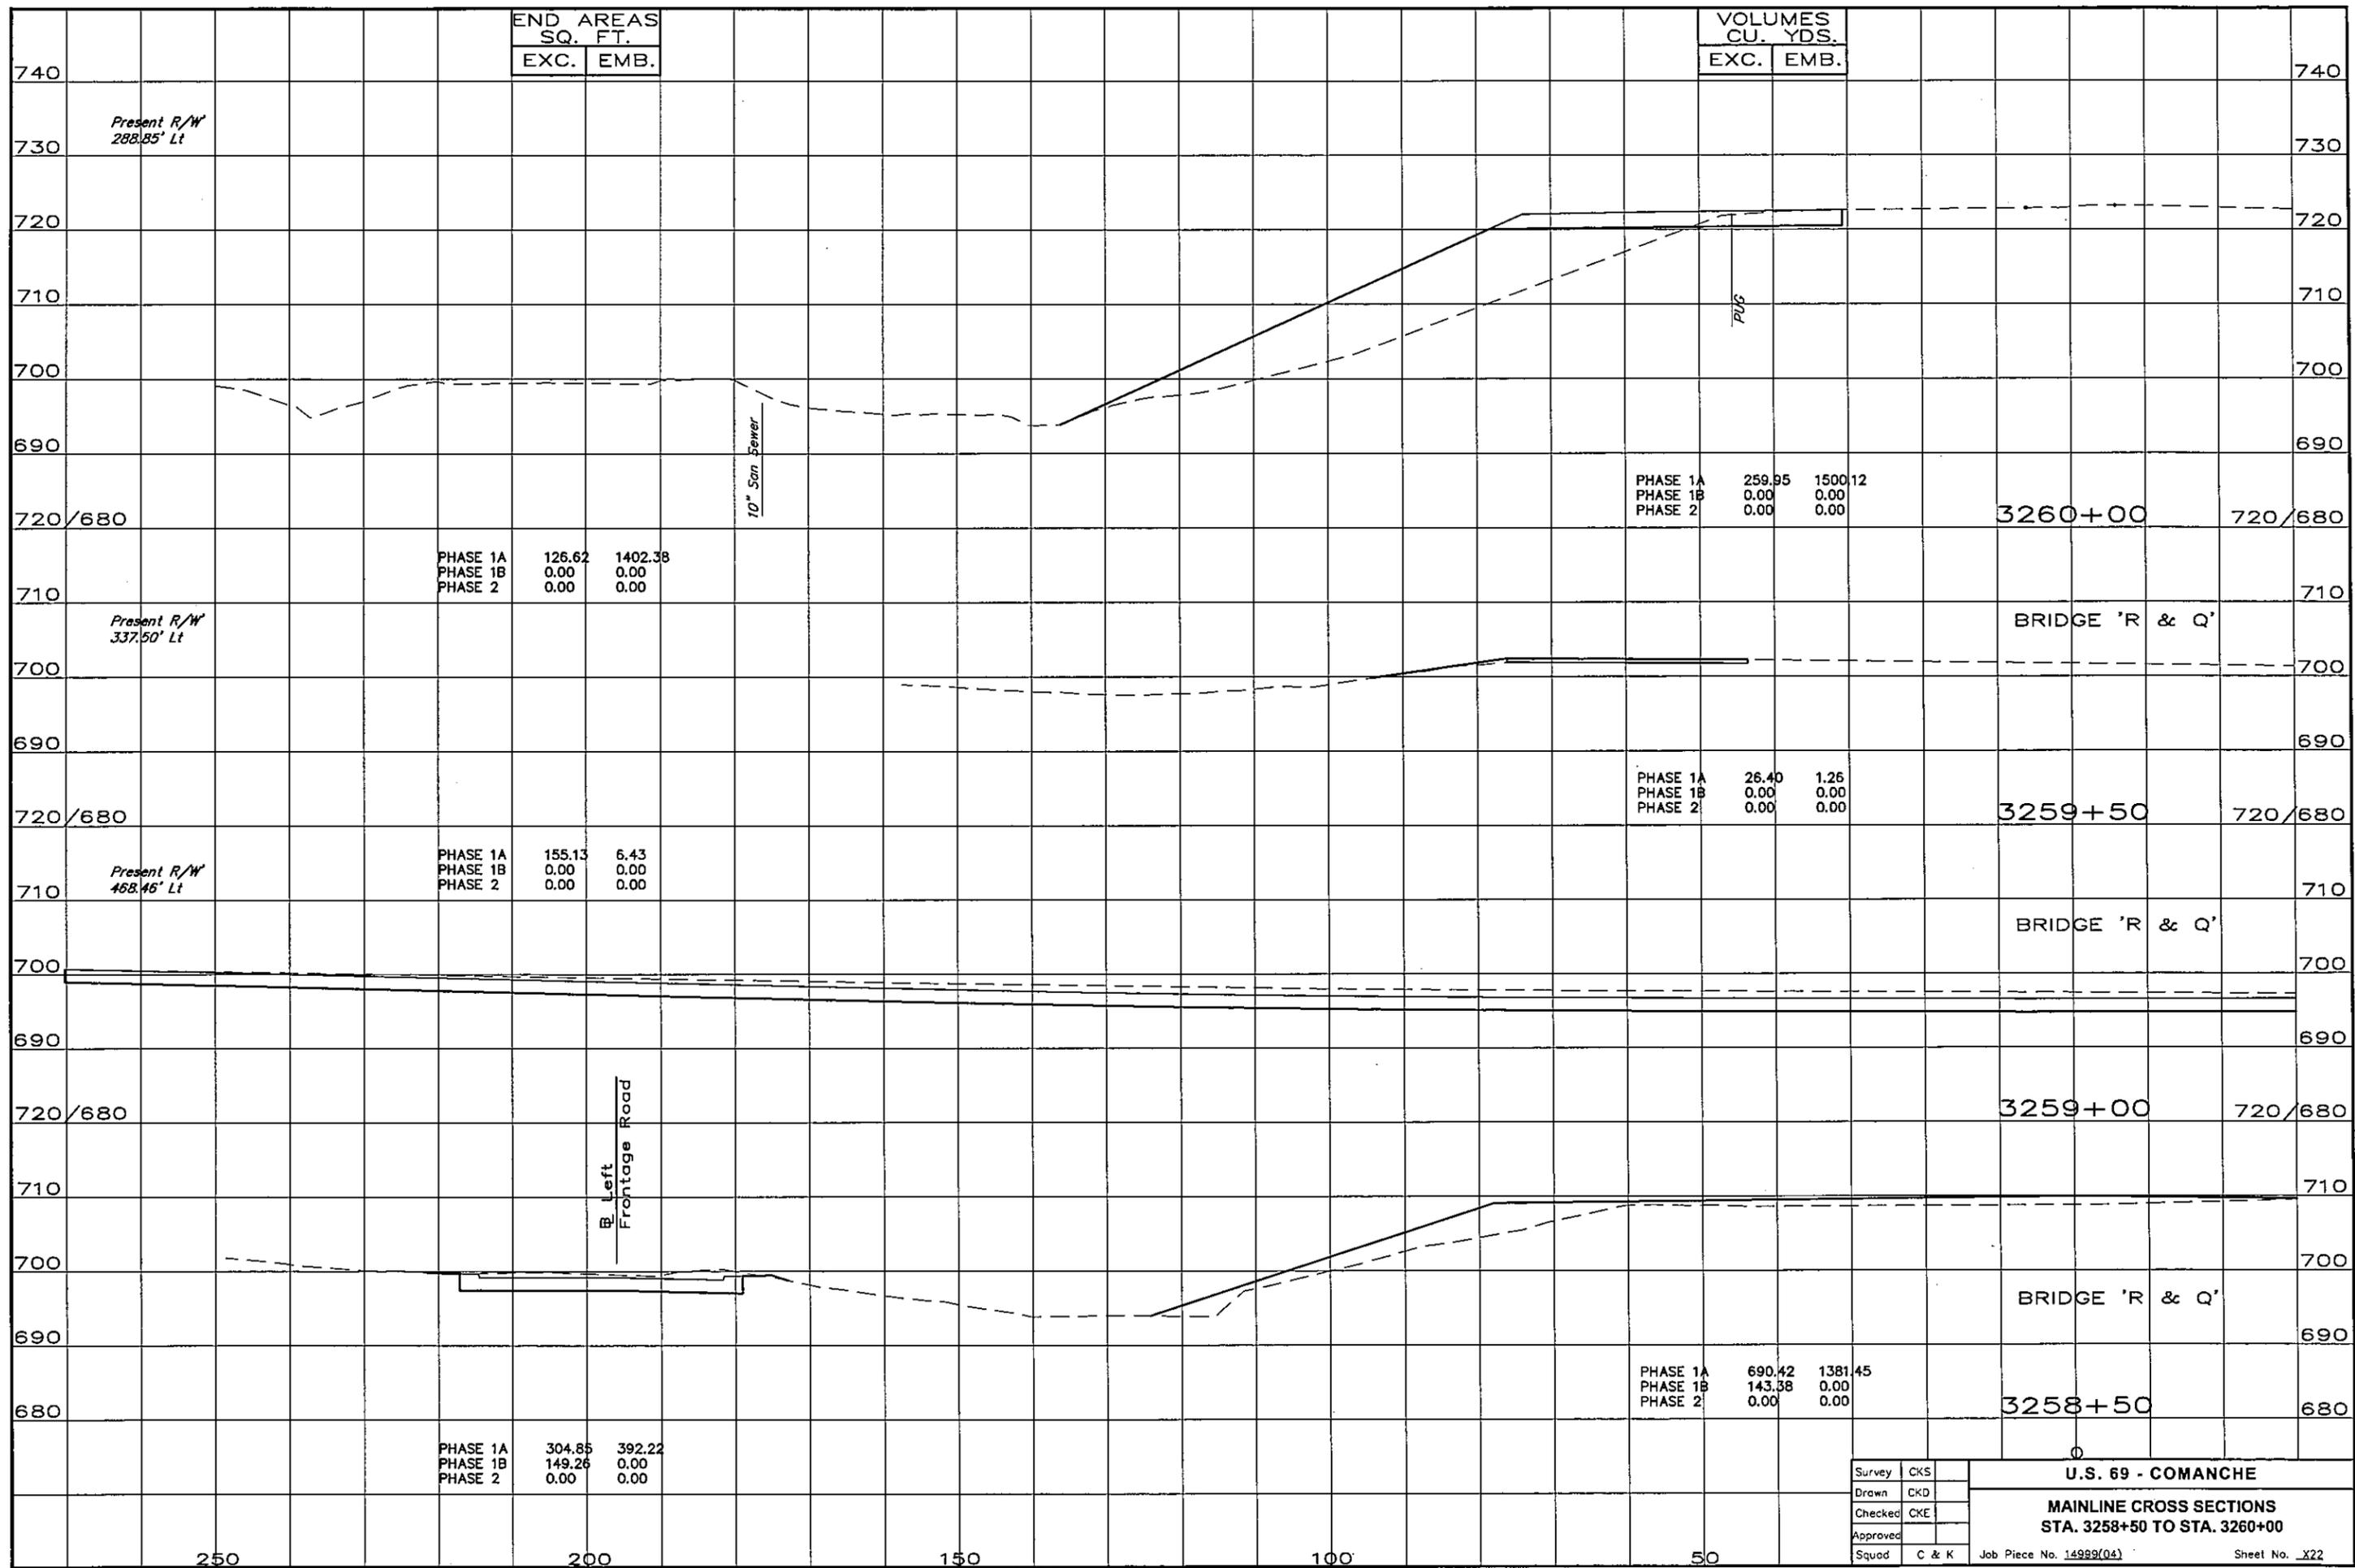 END AREAS
SQ. FT.
EXC. EMB.
VOLUMES
CU. YDS.
EXC. EMB.
740 740
Present R/W
288.85' Lt
730 730
720 720
710 710
PUG
700 700
10" San Sewer
690 690
PHASE 1A 259.95 1500.12
PHASE 1B 0.00 0.00
PHASE 2 0.00 0.00
720/680 3260+00 720/680
PHASE 1A 126.62 1402.38
PHASE 1B 0.00 0.00
PHASE 2 0.00 0.00
710 710
Present R/W
337.50' Lt
BRIDGE 'R & Q'
700 700
690 690
PHASE 1A 26.40 1.26
PHASE 1B 0.00 0.00
PHASE 2 0.00 0.00
720/680 3259+50 720/680
PHASE 1A 155.13 6.43
PHASE 1B 0.00 0.00
PHASE 2 0.00 0.00
Present R/W
468.46' Lt
710 710
BRIDGE 'R & Q'
700 700
690 690
720/680 3259+00 720/680
Left
Frontage Road
710 710
700 700
BRIDGE 'R & Q'
690 690
PHASE 1A 690.42 1381.45
PHASE 1B 143.38 0.00
PHASE 2 0.00 0.00
680 3258+50 680
PHASE 1A 304.85 392.22
PHASE 1B 149.26 0.00
PHASE 2 0.00 0.00
0
250 200 150 100 50
Survey CKS
Drawn CKD
Checked CKE
Approved
Squad C & K
U.S. 69 - COMANCHE
MAINLINE CROSS SECTIONS
STA. 3258+50 TO STA. 3260+00
Job Piece No. 14999(04) Sheet No. X22